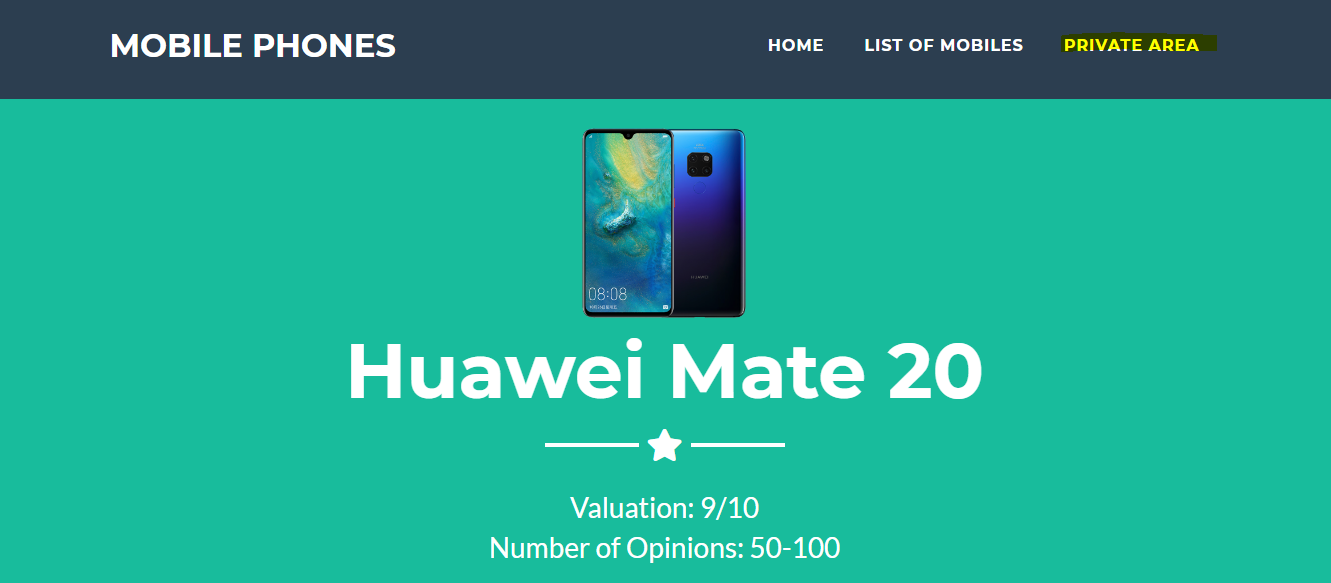 MOBILE PHONES
HOME
LIST OF MOBILES
PRIVATE AREA
08:08
HUAWEI
Huawei Mate 20
Valuation: 9/10
Number of Opinions: 50-100